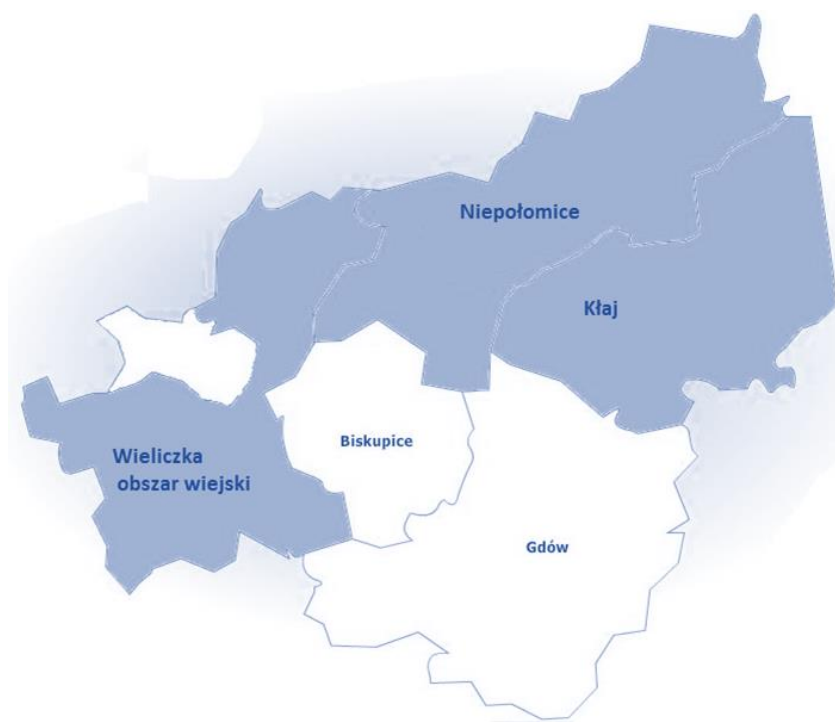 Niepołomice
Kłaj
Biskupice
Wieliczka
obszar wiejski
Gdów